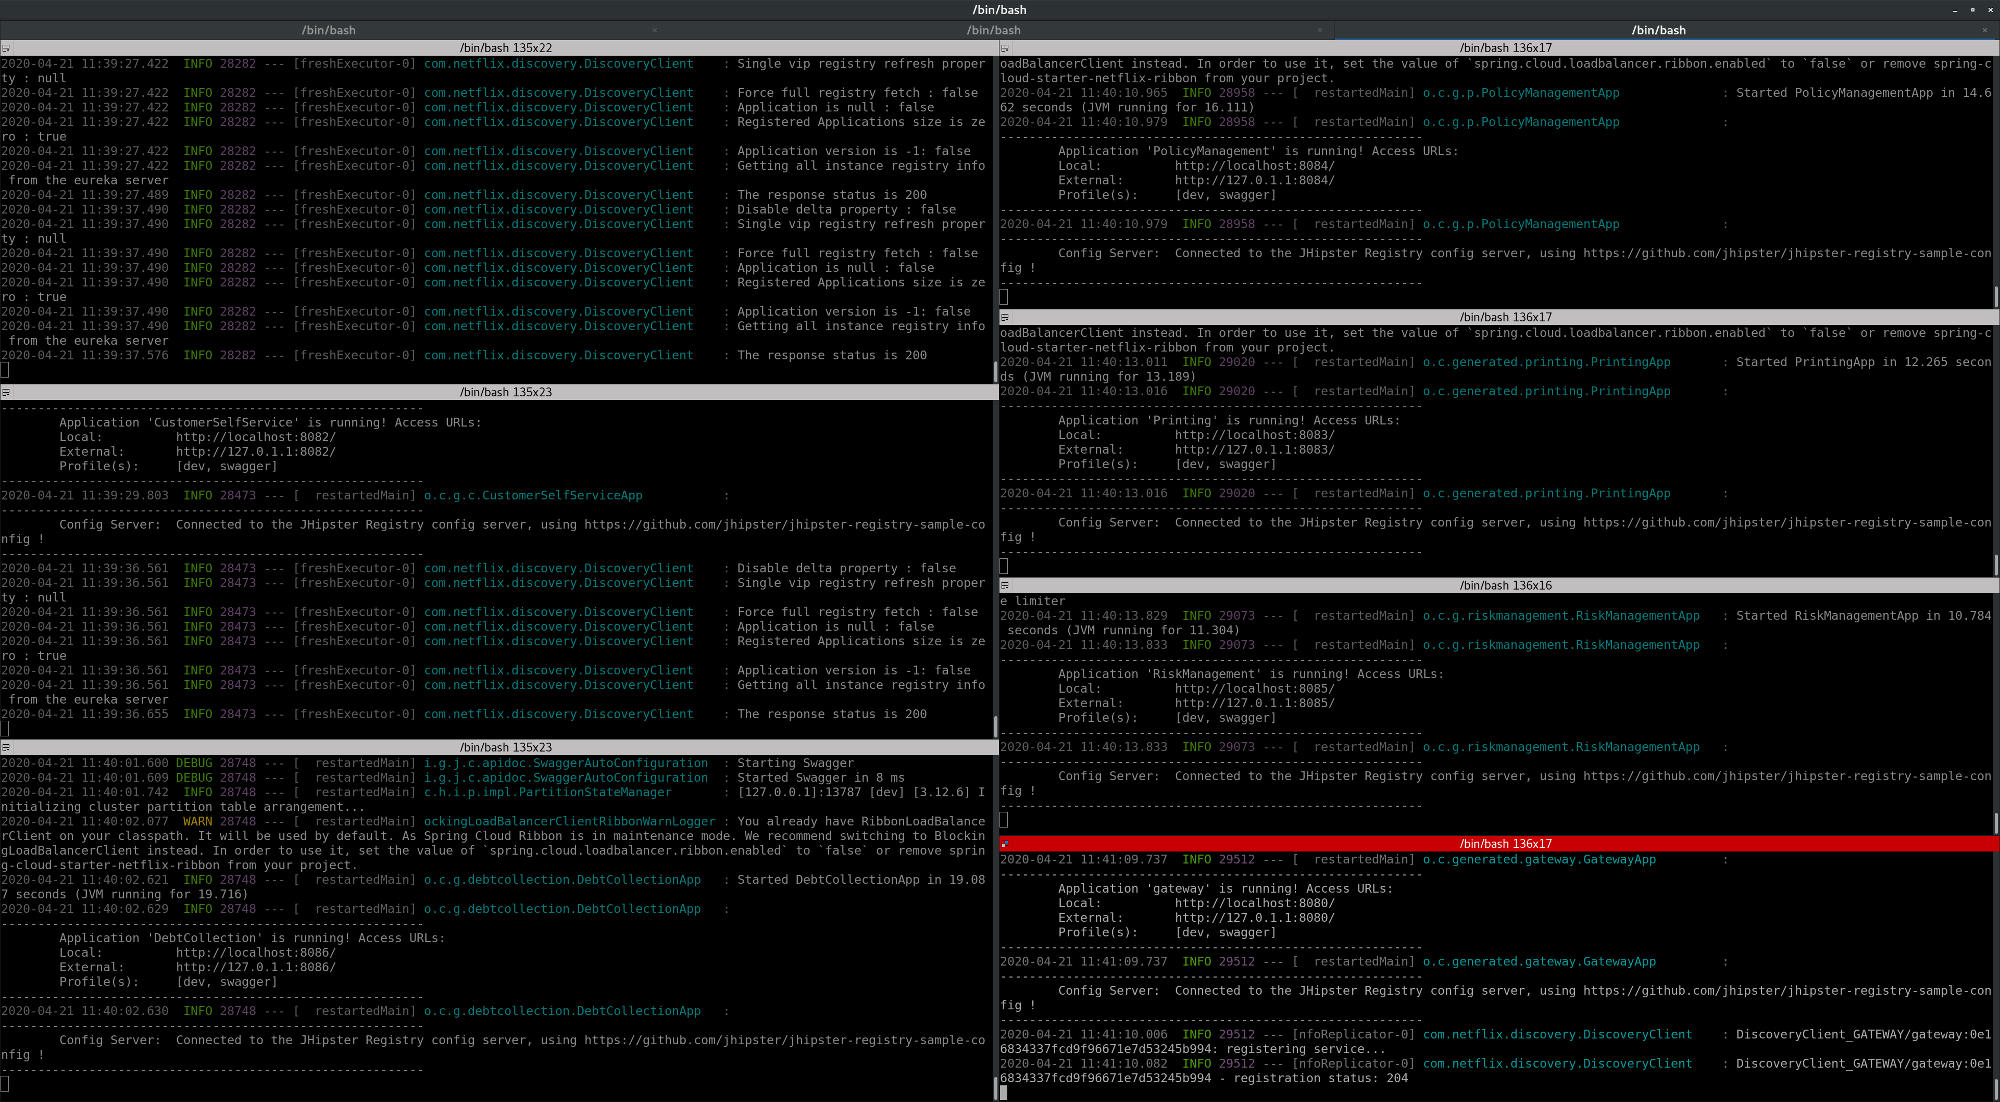 /bin/bash
/bin/bash
/bin/bash
/bin/bash
/bin/bash 135x22
2020-04-21 11:39:27.422  INFO 28282 --- [freshExecutor-0] com.netflix.discovery.DiscoveryClient    : Single vip registry refresh proper
ty : null
2020-04-21 11:39:27.422  INFO 28282 --- [freshExecutor-0] com.netflix.discovery.DiscoveryClient    : Force full registry fetch : false
2020-04-21 11:39:27.422  INFO 28282 --- [freshExecutor-0] com.netflix.discovery.DiscoveryClient    : Application is null : false
2020-04-21 11:39:27.422  INFO 28282 --- [freshExecutor-0] com.netflix.discovery.DiscoveryClient    : Registered Applications size is ze
ro : true
2020-04-21 11:39:27.422  INFO 28282 --- [freshExecutor-0] com.netflix.discovery.DiscoveryClient    : Application version is -1: false
2020-04-21 11:39:27.422  INFO 28282 --- [freshExecutor-0] com.netflix.discovery.DiscoveryClient    : Getting all instance registry info
 from the eureka server
2020-04-21 11:39:27.489  INFO 28282 --- [freshExecutor-0] com.netflix.discovery.DiscoveryClient    : The response status is 200
2020-04-21 11:39:37.490  INFO 28282 --- [freshExecutor-0] com.netflix.discovery.DiscoveryClient    : Disable delta property : false
2020-04-21 11:39:37.490  INFO 28282 --- [freshExecutor-0] com.netflix.discovery.DiscoveryClient    : Single vip registry refresh proper
ty : null
2020-04-21 11:39:37.490  INFO 28282 --- [freshExecutor-0] com.netflix.discovery.DiscoveryClient    : Force full registry fetch : false
2020-04-21 11:39:37.490  INFO 28282 --- [freshExecutor-0] com.netflix.discovery.DiscoveryClient    : Application is null : false
2020-04-21 11:39:37.490  INFO 28282 --- [freshExecutor-0] com.netflix.discovery.DiscoveryClient    : Registered Applications size is ze
ro : true
2020-04-21 11:39:37.490  INFO 28282 --- [freshExecutor-0] com.netflix.discovery.DiscoveryClient    : Application version is -1: false
2020-04-21 11:39:37.490  INFO 28282 --- [freshExecutor-0] com.netflix.discovery.DiscoveryClient    : Getting all instance registry info
 from the eureka server
2020-04-21 11:39:37.576  INFO 28282 --- [freshExecutor-0] com.netflix.discovery.DiscoveryClient    : The response status is 200
/bin/bash 135x23
----------------------------------------------------------
        Application 'CustomerSelfService' is running! Access URLs:
        Local:          http://localhost:8082/
        External:       http://127.0.1.1:8082/
        Profile(s):     [dev, swagger]
----------------------------------------------------------
2020-04-21 11:39:29.803  INFO 28473 --- [  restartedMain] o.c.g.c.CustomerSelfServiceApp           :
----------------------------------------------------------
        Config Server:  Connected to the JHipster Registry config server, using https://github.com/jhipster/jhipster-registry-sample-co
nfig !
----------------------------------------------------------
2020-04-21 11:39:36.561  INFO 28473 --- [freshExecutor-0] com.netflix.discovery.DiscoveryClient    : Disable delta property : false
2020-04-21 11:39:36.561  INFO 28473 --- [freshExecutor-0] com.netflix.discovery.DiscoveryClient    : Single vip registry refresh proper
ty : null
2020-04-21 11:39:36.561  INFO 28473 --- [freshExecutor-0] com.netflix.discovery.DiscoveryClient    : Force full registry fetch : false
2020-04-21 11:39:36.561  INFO 28473 --- [freshExecutor-0] com.netflix.discovery.DiscoveryClient    : Application is null : false
2020-04-21 11:39:36.561  INFO 28473 --- [freshExecutor-0] com.netflix.discovery.DiscoveryClient    : Registered Applications size is ze
ro : true
2020-04-21 11:39:36.561  INFO 28473 --- [freshExecutor-0] com.netflix.discovery.DiscoveryClient    : Application version is -1: false
2020-04-21 11:39:36.561  INFO 28473 --- [freshExecutor-0] com.netflix.discovery.DiscoveryClient    : Getting all instance registry info
 from the eureka server
2020-04-21 11:39:36.655  INFO 28473 --- [freshExecutor-0] com.netflix.discovery.DiscoveryClient    : The response status is 200
/bin/bash 135x23
2020-04-21 11:40:01.600 DEBUG 28748 --- [  restartedMain] i.g.j.c.apidoc.SwaggerAutoConfiguration  : Starting Swagger
2020-04-21 11:40:01.609 DEBUG 28748 --- [  restartedMain] i.g.j.c.apidoc.SwaggerAutoConfiguration  : Started Swagger in 8 ms
2020-04-21 11:40:01.742  INFO 28748 --- [  restartedMain] c.h.i.p.impl.PartitionStateManager       : [127.0.0.1]:13787 [dev] [3.12.6] I
nitializing cluster partition table arrangement...
2020-04-21 11:40:02.077  WARN 28748 --- [  restartedMain] ockingLoadBalancerClientRibbonWarnLogger : You already have RibbonLoadBalance
rClient on your classpath. It will be used by default. As Spring Cloud Ribbon is in maintenance mode. We recommend switching to Blockin
gLoadBalancerClient instead. In order to use it, set the value of `spring.cloud.loadbalancer.ribbon.enabled` to `false` or remove sprin
g-cloud-starter-netflix-ribbon from your project.
2020-04-21 11:40:02.621  INFO 28748 --- [  restartedMain] o.c.g.debtcollection.DebtCollectionApp   : Started DebtCollectionApp in 19.08
7 seconds (JVM running for 19.716)
2020-04-21 11:40:02.629  INFO 28748 --- [  restartedMain] o.c.g.debtcollection.DebtCollectionApp   :
----------------------------------------------------------
        Application 'DebtCollection' is running! Access URLs:
        Local:          http://localhost:8086/
        External:       http://127.0.1.1:8086/
        Profile(s):     [dev, swagger]
----------------------------------------------------------
2020-04-21 11:40:02.630  INFO 28748 --- [  restartedMain] o.c.g.debtcollection.DebtCollectionApp   :
----------------------------------------------------------
        Config Server:  Connected to the JHipster Registry config server, using https://github.com/jhipster/jhipster-registry-sample-co
nfig !
----------------------------------------------------------
/bin/bash 136x17
oadBalancerClient instead. In order to use it, set the value of `spring.cloud.loadbalancer.ribbon.enabled` to `false` or remove spring-c
loud-starter-netflix-ribbon from your project.
2020-04-21 11:40:10.965  INFO 28958 --- [  restartedMain] o.c.g.p.PolicyManagementApp              : Started PolicyManagementApp in 14.6
62 seconds (JVM running for 16.111)
2020-04-21 11:40:10.979  INFO 28958 --- [  restartedMain] o.c.g.p.PolicyManagementApp              :
----------------------------------------------------------
        Application 'PolicyManagement' is running! Access URLs:
        Local:          http://localhost:8084/
        External:       http://127.0.1.1:8084/
        Profile(s):     [dev, swagger]
----------------------------------------------------------
2020-04-21 11:40:10.979  INFO 28958 --- [  restartedMain] o.c.g.p.PolicyManagementApp              :
----------------------------------------------------------
        Config Server:  Connected to the JHipster Registry config server, using https://github.com/jhipster/jhipster-registry-sample-con
fig !
----------------------------------------------------------
/bin/bash 136x17
oadBalancerClient instead. In order to use it, set the value of `spring.cloud.loadbalancer.ribbon.enabled` to `false` or remove spring-c
loud-starter-netflix-ribbon from your project.
2020-04-21 11:40:13.011  INFO 29020 --- [  restartedMain] o.c.generated.printing.PrintingApp       : Started PrintingApp in 12.265 secon
ds (JVM running for 13.189)
2020-04-21 11:40:13.016  INFO 29020 --- [  restartedMain] o.c.generated.printing.PrintingApp       :
----------------------------------------------------------
        Application 'Printing' is running! Access URLs:
        Local:          http://localhost:8083/
        External:       http://127.0.1.1:8083/
        Profile(s):     [dev, swagger]
----------------------------------------------------------
2020-04-21 11:40:13.016  INFO 29020 --- [  restartedMain] o.c.generated.printing.PrintingApp       :
----------------------------------------------------------
        Config Server:  Connected to the JHipster Registry config server, using https://github.com/jhipster/jhipster-registry-sample-con
fig !
----------------------------------------------------------
/bin/bash 136x16
e limiter
2020-04-21 11:40:13.829  INFO 29073 --- [  restartedMain] o.c.g.riskmanagement.RiskManagementApp   : Started RiskManagementApp in 10.784
 seconds (JVM running for 11.304)
2020-04-21 11:40:13.833  INFO 29073 --- [  restartedMain] o.c.g.riskmanagement.RiskManagementApp   :
----------------------------------------------------------
        Application 'RiskManagement' is running! Access URLs:
        Local:          http://localhost:8085/
        External:       http://127.0.1.1:8085/
        Profile(s):     [dev, swagger]
----------------------------------------------------------
2020-04-21 11:40:13.833  INFO 29073 --- [  restartedMain] o.c.g.riskmanagement.RiskManagementApp   :
----------------------------------------------------------
        Config Server:  Connected to the JHipster Registry config server, using https://github.com/jhipster/jhipster-registry-sample-con
fig !
----------------------------------------------------------
/bin/bash 136x17
2020-04-21 11:41:09.737  INFO 29512 --- [  restartedMain] o.c.generated.gateway.GatewayApp         :
----------------------------------------------------------
        Application 'gateway' is running! Access URLs:
        Local:          http://localhost:8080/
        External:       http://127.0.1.1:8080/
        Profile(s):     [dev, swagger]
----------------------------------------------------------
2020-04-21 11:41:09.737  INFO 29512 --- [  restartedMain] o.c.generated.gateway.GatewayApp         :
----------------------------------------------------------
        Config Server:  Connected to the JHipster Registry config server, using https://github.com/jhipster/jhipster-registry-sample-con
fig !
----------------------------------------------------------
2020-04-21 11:41:10.006  INFO 29512 --- [nfoReplicator-0] com.netflix.discovery.DiscoveryClient    : DiscoveryClient_GATEWAY/gateway:0e1
6834337fcd9f96671e7d53245b994: registering service...
2020-04-21 11:41:10.082  INFO 29512 --- [nfoReplicator-0] com.netflix.discovery.DiscoveryClient    : DiscoveryClient_GATEWAY/gateway:0e1
6834337fcd9f96671e7d53245b994 - registration status: 204